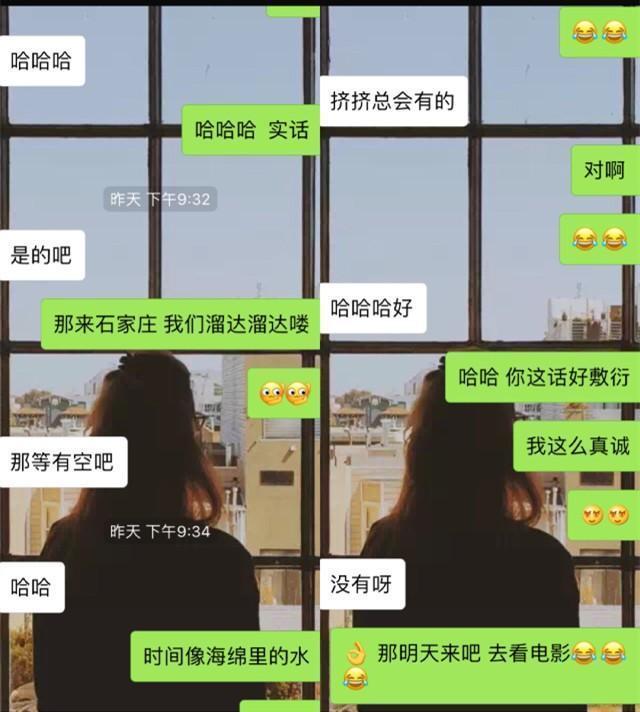 哈哈哈
哈哈哈 实话
昨天 下午9:32
是的吧
那来石家庄 我们溜达溜达喽
那等有空吧
昨天 下午9:34
哈哈
时间像海绵里的水
挤挤总会有的
对啊
哈哈哈好
哈哈 你这话好敷衍
我这么真诚
没有呀
👌 那明天来吧 去看电影😂😂
😂